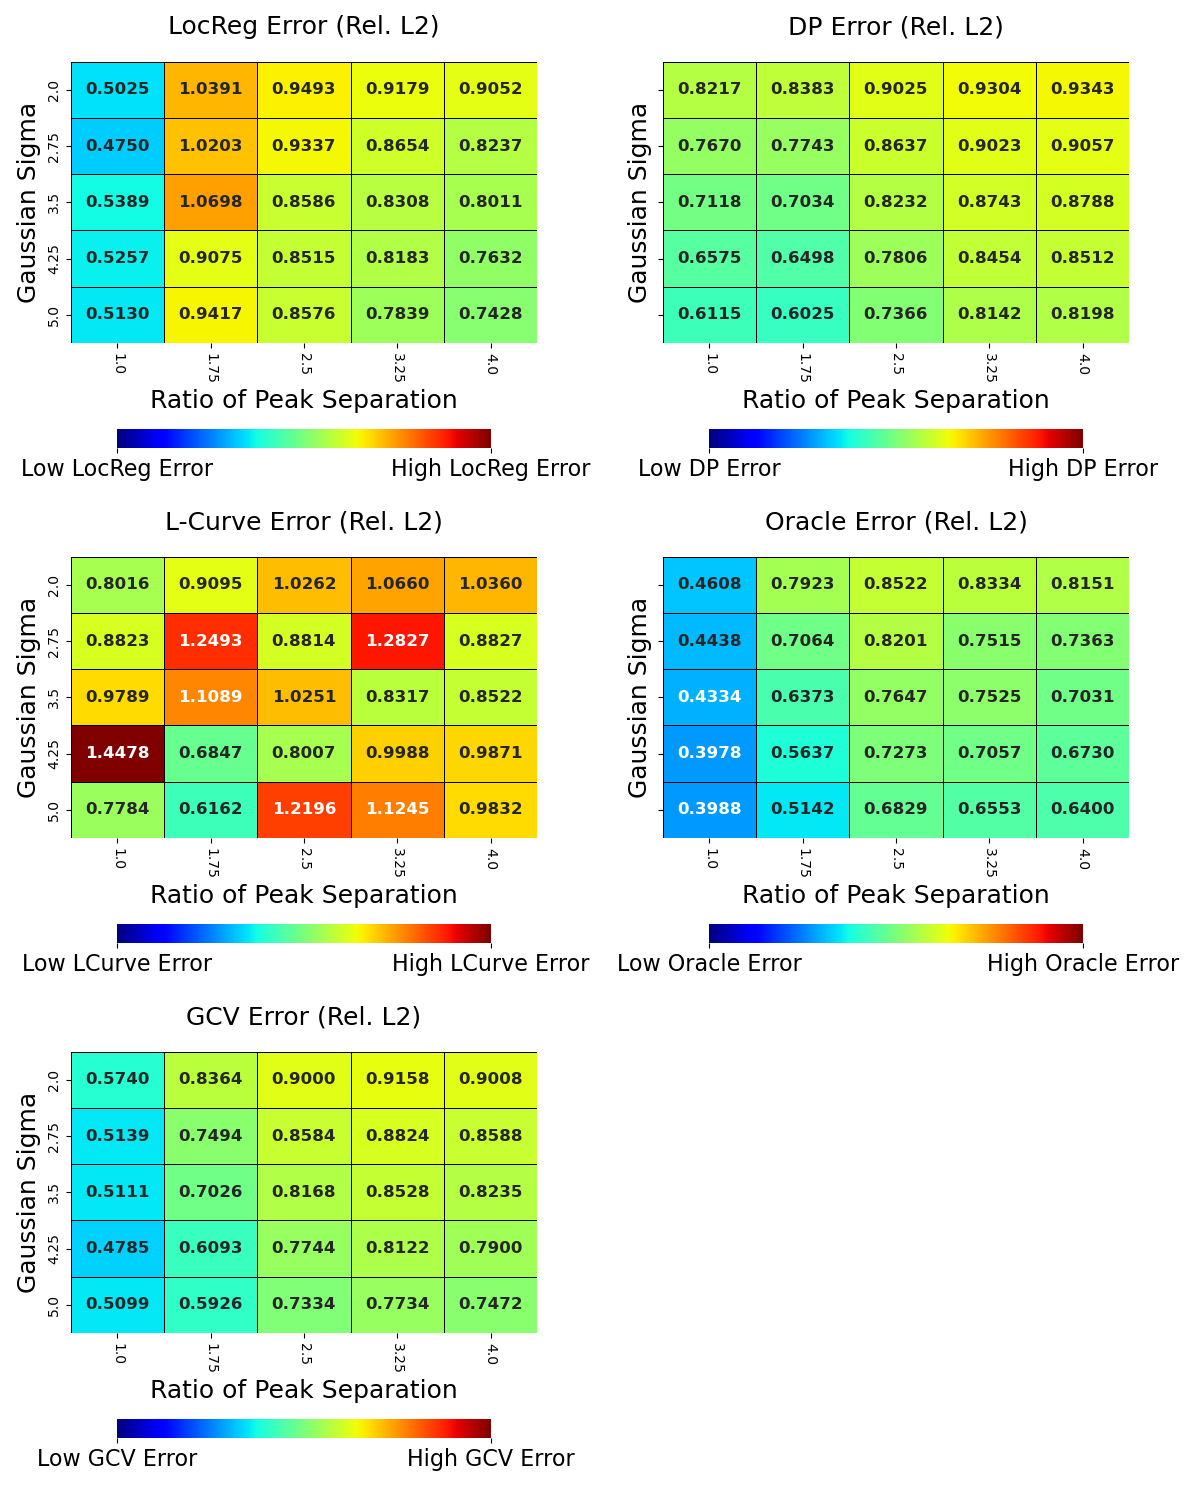 LocReg Error (Rel. L2)
Gaussian Sigma
2.0 0.5025 1.0391 0.9493 0.9179 0.9052
2.75 0.4750 1.0203 0.9337 0.8654 0.8237
3.5 0.5389 1.0698 0.8586 0.8308 0.8011
4.25 0.5257 0.9075 0.8515 0.8183 0.7632
5.0 0.5130 0.9417 0.8576 0.7839 0.7428
1.0 1.75 2.5 3.25 4.0
Ratio of Peak Separation
Low LocReg Error High LocReg Error
DP Error (Rel. L2)
Gaussian Sigma
0.8217 0.8383 0.9025 0.9304 0.9343
0.7670 0.7743 0.8637 0.9023 0.9057
0.7118 0.7034 0.8232 0.8743 0.8788
0.6575 0.6498 0.7806 0.8454 0.8512
0.6115 0.6025 0.7366 0.8142 0.8198
1.0 1.75 2.5 3.25 4.0
Ratio of Peak Separation
Low DP Error High DP Error
L-Curve Error (Rel. L2)
Gaussian Sigma
2.0 0.8016 0.9095 1.0262 1.0660 1.0360
2.75 0.8823 1.2493 0.8814 1.2827 0.8827
3.5 0.9789 1.1089 1.0251 0.8317 0.8522
4.25 1.4478 0.6847 0.8007 0.9988 0.9871
5.0 0.7784 0.6162 1.2196 1.1245 0.9832
1.0 1.75 2.5 3.25 4.0
Ratio of Peak Separation
Low LCurve Error High LCurve Error
Oracle Error (Rel. L2)
Gaussian Sigma
0.4608 0.7923 0.8522 0.8334 0.8151
0.4438 0.7064 0.8201 0.7515 0.7363
0.4334 0.6373 0.7647 0.7525 0.7031
0.3978 0.5637 0.7273 0.7057 0.6730
0.3988 0.5142 0.6829 0.6553 0.6400
1.0 1.75 2.5 3.25 4.0
Ratio of Peak Separation
Low Oracle Error High Oracle Error
GCV Error (Rel. L2)
Gaussian Sigma
2.0 0.5740 0.8364 0.9000 0.9158 0.9008
2.75 0.5139 0.7494 0.8584 0.8824 0.8588
3.5 0.5111 0.7026 0.8168 0.8528 0.8235
4.25 0.4785 0.6093 0.7744 0.8122 0.7900
5.0 0.5099 0.5926 0.7334 0.7734 0.7472
1.0 1.75 2.5 3.25 4.0
Ratio of Peak Separation
Low GCV Error High GCV Error